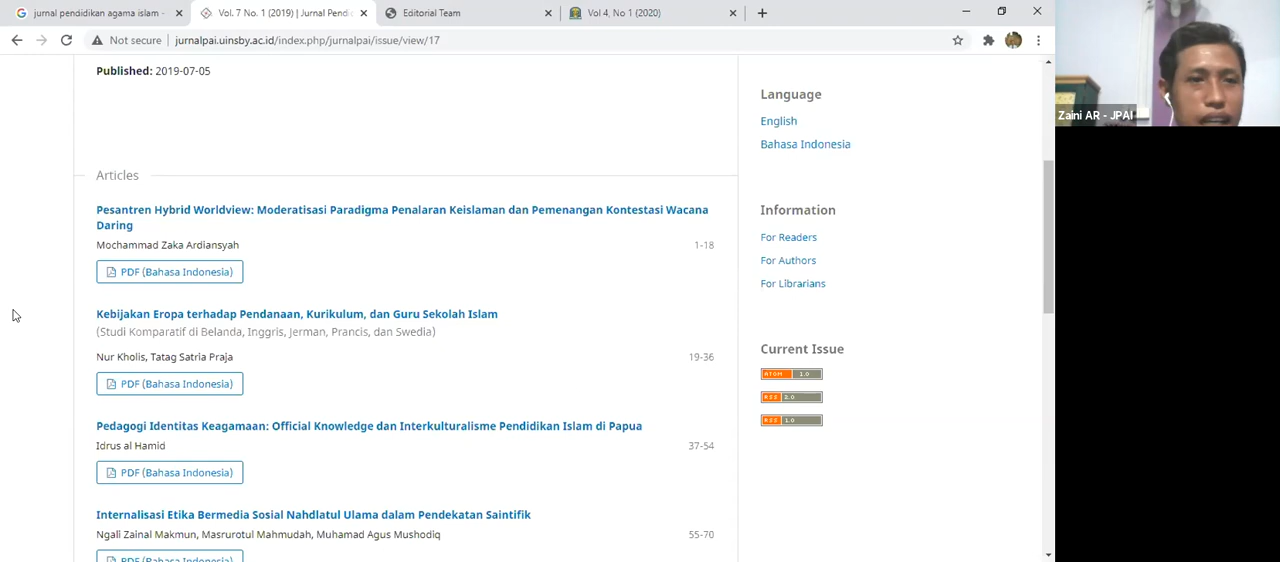 jurnal pendidikan agama islam -
Vol. 7 No. 1 (2019) | Jurnal Pendi
Editorial Team
Vol 4, No 1 (2020)
Not secure | jurnalpai.uinsby.ac.id/index.php/jurnalpai/issue/view/17
Published: 2019-07-05
Articles
Pesantren Hybrid Worldview: Moderatisasi Paradigma Penalaran Keislaman dan Pemenangan Kontestasi Wacana
Daring
Mochammad Zaka Ardiansyah 1-18
PDF (Bahasa Indonesia)
Kebijakan Eropa terhadap Pendanaan, Kurikulum, dan Guru Sekolah Islam
(Studi Komparatif di Belanda, Inggris, Jerman, Prancis, dan Swedia)
Nur Kholis, Tatag Satria Praja 19-36
PDF (Bahasa Indonesia)
Pedagogi Identitas Keagamaan: Official Knowledge dan Interkulturalisme Pendidikan Islam di Papua
Idrus al Hamid 37-54
PDF (Bahasa Indonesia)
Internalisasi Etika Bermedia Sosial Nahdlatul Ulama dalam Pendekatan Saintifik
Ngali Zainal Makmun, Masrurotul Mahmudah, Muhamad Agus Mushodiq 55-70
PDF (Bahasa Indonesia)
Language
English
Bahasa Indonesia
Information
For Readers
For Authors
For Librarians
Current Issue
ATOM 1.0
RSS 2.0
RSS 1.0
Zaini AR - JPAI